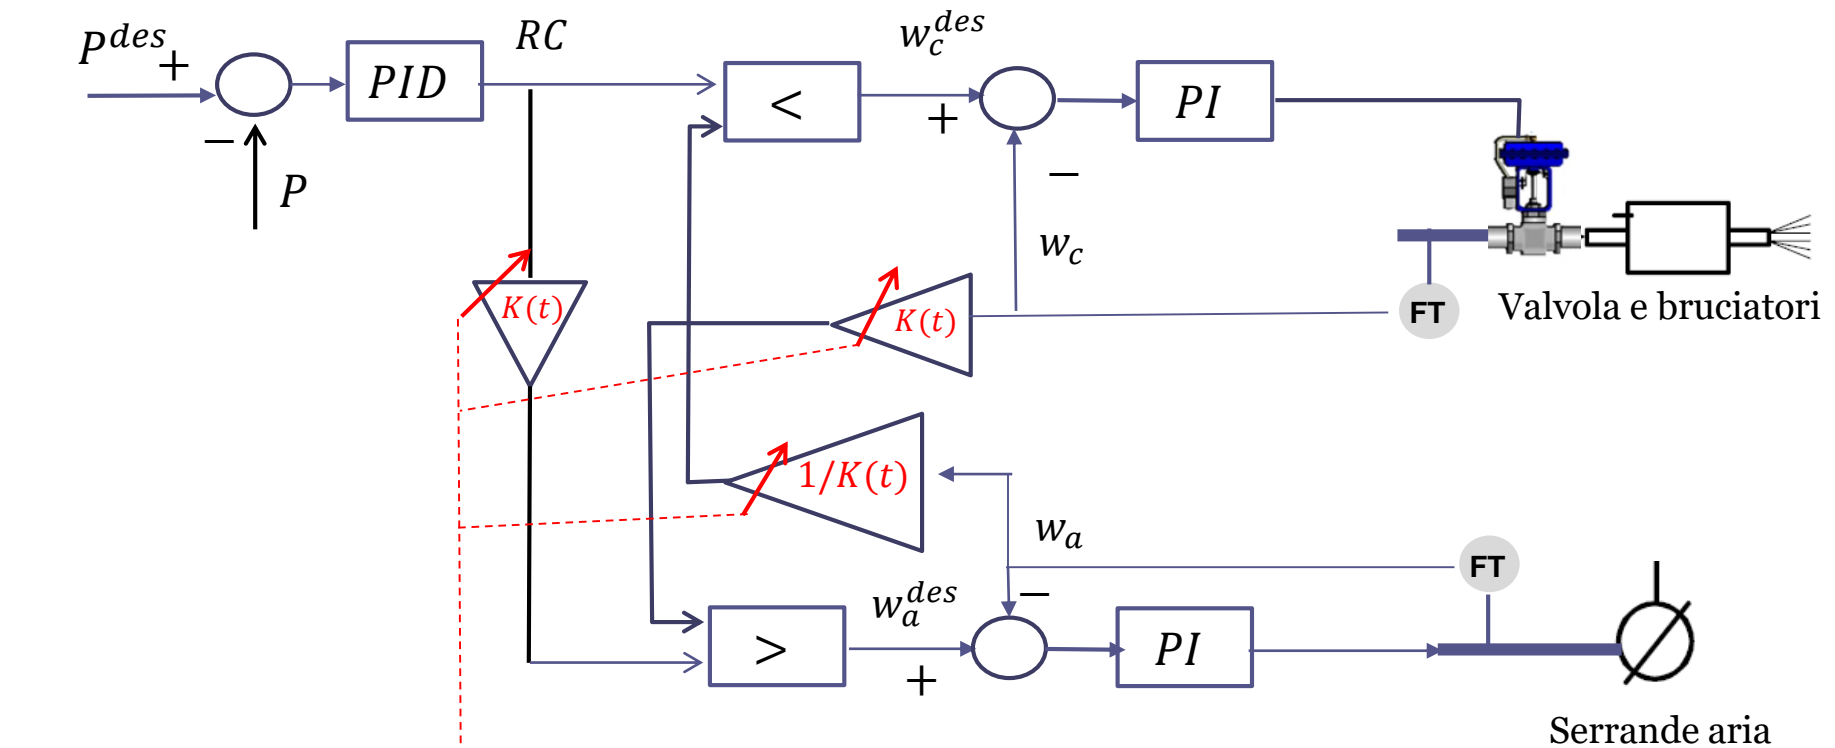 P^{des}
+
−
P
PID
RC
<
w_c^{des}
+
−
PI
w_c
K(t)
K(t)
FT
Valvola e bruciatori
1/K(t)
w_a
FT
>
w_a^{des}
+
−
PI
Serrande aria